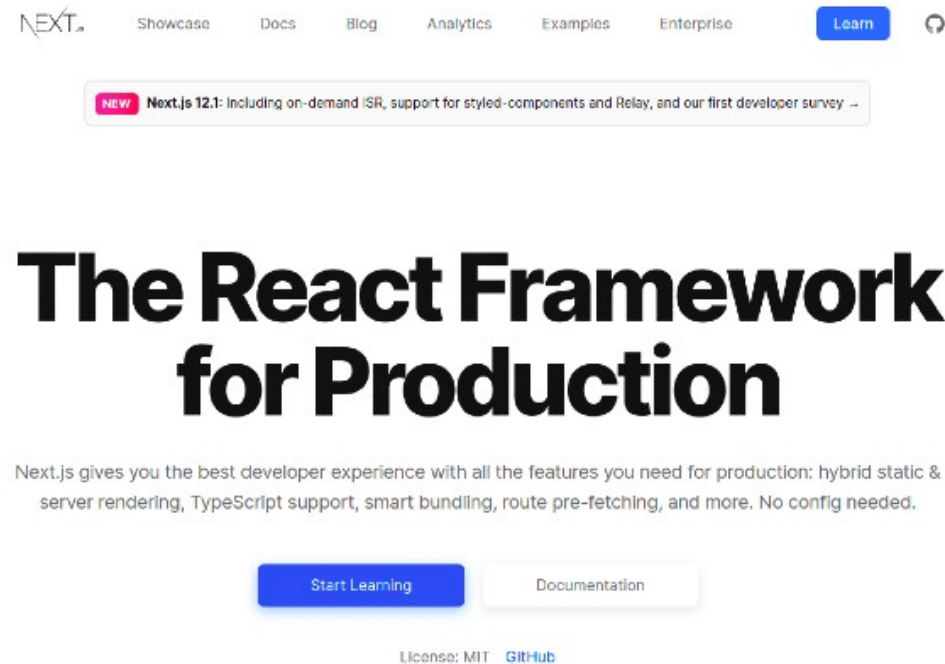 NEXT.JS
Showcase Docs Blog Analytics Examples Enterprise Learn
NEW Next.js 12.1: Including on-demand ISR, support for styled-components and Relay, and our first developer survey →
The React Framework
for Production
Next.js gives you the best developer experience with all the features you need for production: hybrid static &
server rendering, TypeScript support, smart bundling, route pre-fetching, and more. No config needed.
Start Learning Documentation
License: MIT GitHub